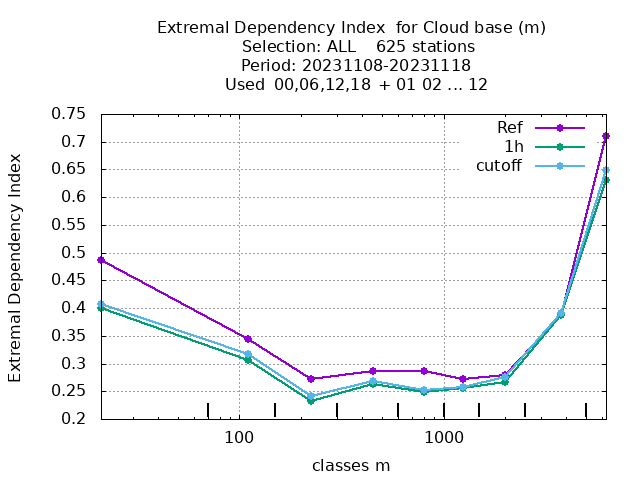 Extremal Dependency Index  for Cloud base (m)
Selection: ALL    625 stations
Period: 20231108-20231118
Used  00,06,12,18 + 01 02 ... 12
Extremal Dependency Index
0.75
0.7
0.65
0.6
0.55
0.5
0.45
0.4
0.35
0.3
0.25
0.2
Ref
1h
cutoff
100
1000
classes m